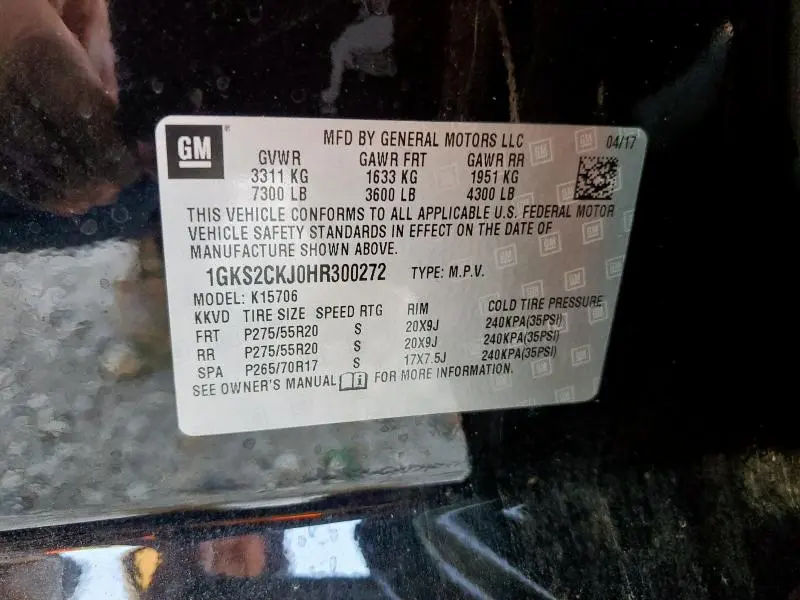 GM
MFD BY GENERAL MOTORS LLC
04/17
GVWR GAWR FRT GAWR RR
3311 KG 1633 KG 1951 KG
7300 LB 3600 LB 4300 LB
THIS VEHICLE CONFORMS TO ALL APPLICABLE U.S. FEDERAL MOTOR
VEHICLE SAFETY STANDARDS IN EFFECT ON THE DATE OF
MANUFACTURE SHOWN ABOVE.
1GKS2CKJ0HR300272 TYPE: M.P.V.
MODEL: K15706
KKVD TIRE SIZE SPEED RTG RIM COLD TIRE PRESSURE
FRT P275/55R20 S 20X9J 240KPA(35PSI)
RR P275/55R20 S 20X9J 240KPA(35PSI)
SPA P265/70R17 S 17X7.5J 240KPA(35PSI)
SEE OWNER'S MANUAL FOR MORE INFORMATION.